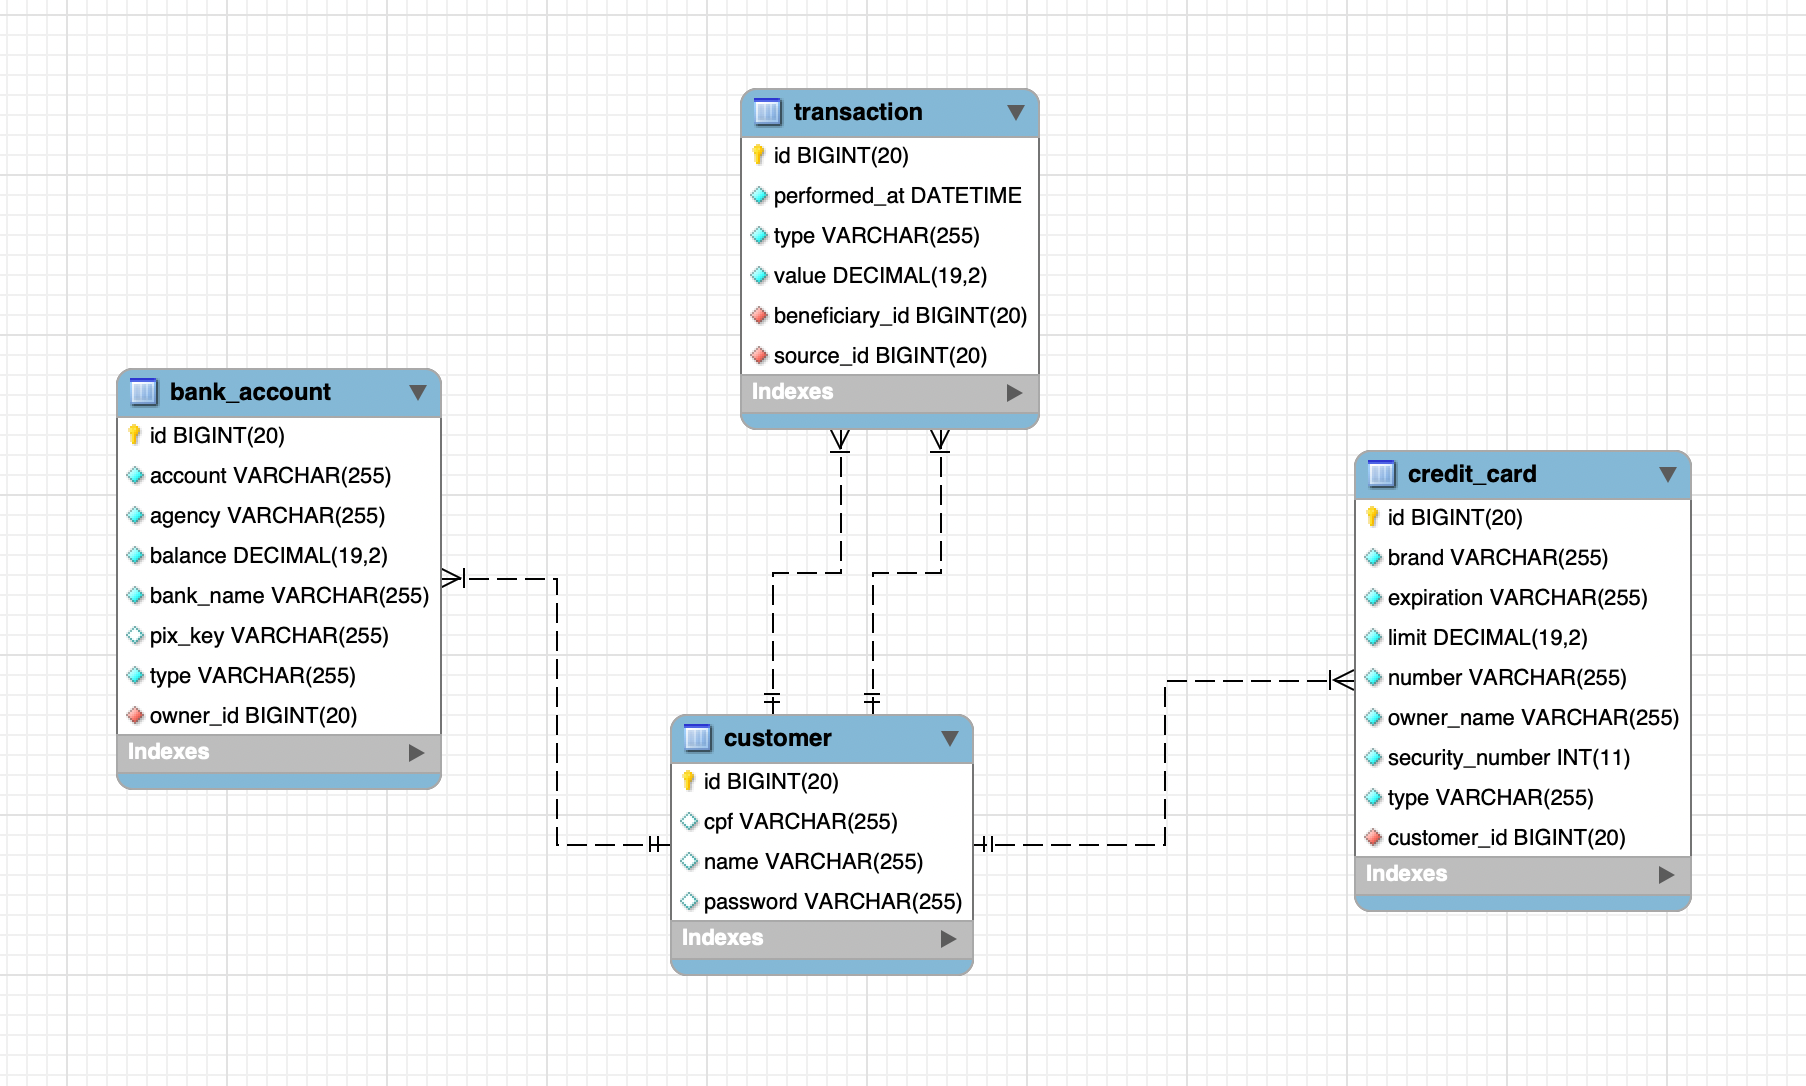 transaction
id BIGINT(20)
performed_at DATETIME
type VARCHAR(255)
value DECIMAL(19,2)
beneficiary_id BIGINT(20)
source_id BIGINT(20)
Indexes
bank_account
id BIGINT(20)
account VARCHAR(255)
agency VARCHAR(255)
balance DECIMAL(19,2)
bank_name VARCHAR(255)
pix_key VARCHAR(255)
type VARCHAR(255)
owner_id BIGINT(20)
Indexes
customer
id BIGINT(20)
cpf VARCHAR(255)
name VARCHAR(255)
password VARCHAR(255)
Indexes
credit_card
id BIGINT(20)
brand VARCHAR(255)
expiration VARCHAR(255)
limit DECIMAL(19,2)
number VARCHAR(255)
owner_name VARCHAR(255)
security_number INT(11)
type VARCHAR(255)
customer_id BIGINT(20)
Indexes